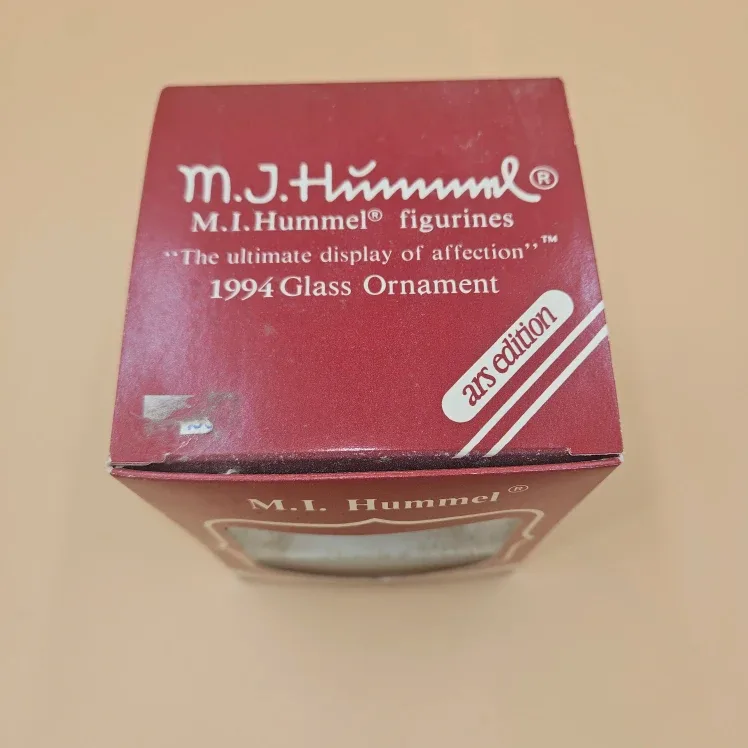 M.J.Hummel®
M.I.Hummel® figurines
"The ultimate display of affection"™
1994 Glass Ornament
ars edition
M.I. Hummel®